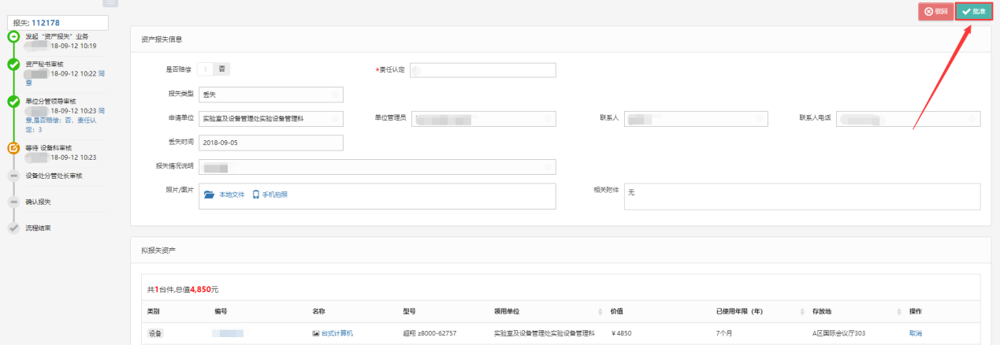 驳回 批准
报失: 112178
发起“资产报失”业务
18-09-12 10:19
资产秘书审核
18-09-12 10:22 同
意
单位分管领导审核
18-09-12 10:23 同
意,是否赔偿：否，责任认
定：3
等待 设备科审核
18-09-12 10:23
设备处分管处长审核
确认报失
流程结束
资产报失信息
是否赔偿 否 *责任认定
报失类型 丢失
申请单位 实验室及设备管理处实验设备管理科 单位管理员 联系人 联系人电话
丢失时间 2018-09-05
报失情况说明
照片/图片 本地文件 手机拍照 相关附件 无
拟报失资产
共1台件,总值4,850元
类别 编号 名称 型号 领用单位 价值 已使用年限（年） 存放地 操作
设备 台式计算机 超翔 z8000-62757 实验室及设备管理处实验设备管理科 ￥4850 7个月 A区国际会议厅303 取消